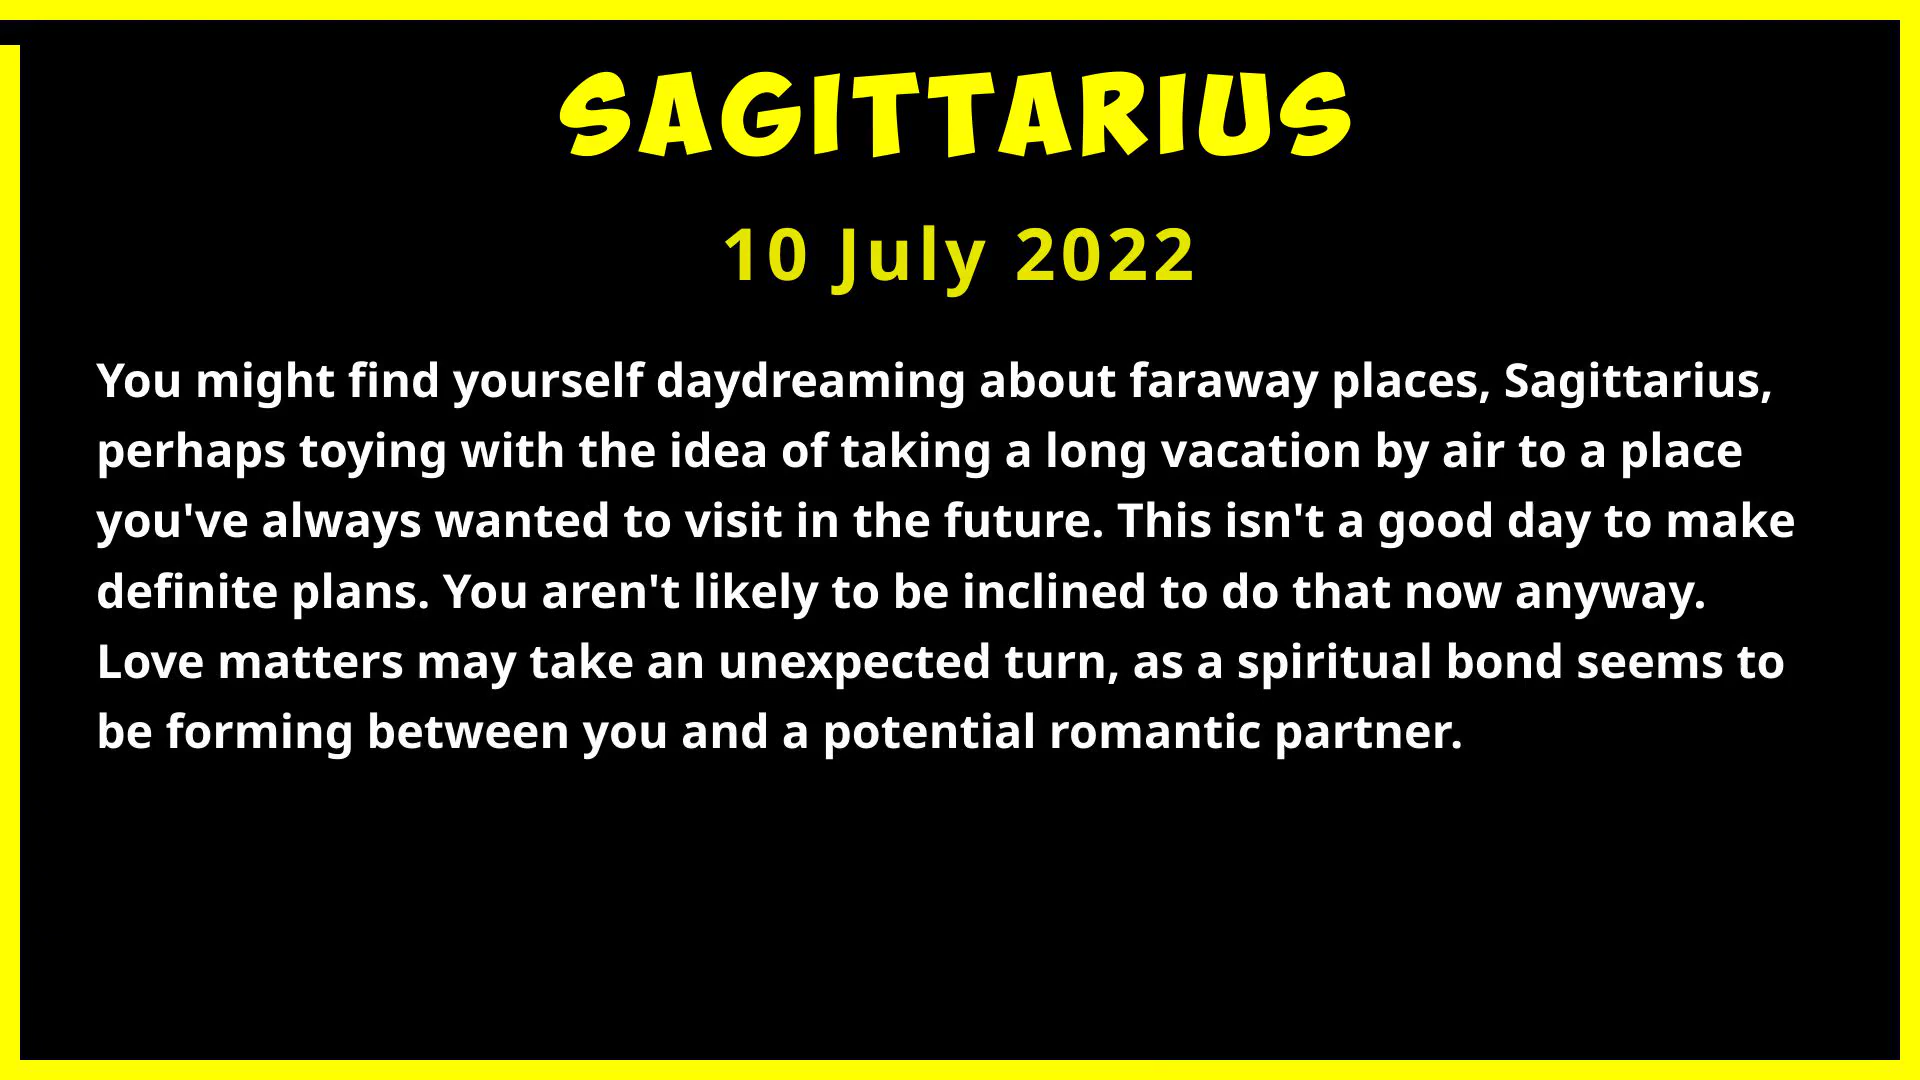 SAGITTARIUS
10 July 2022
You might find yourself daydreaming about faraway places, Sagittarius,
perhaps toying with the idea of taking a long vacation by air to a place
you've always wanted to visit in the future. This isn't a good day to make
definite plans. You aren't likely to be inclined to do that now anyway.
Love matters may take an unexpected turn, as a spiritual bond seems to
be forming between you and a potential romantic partner.